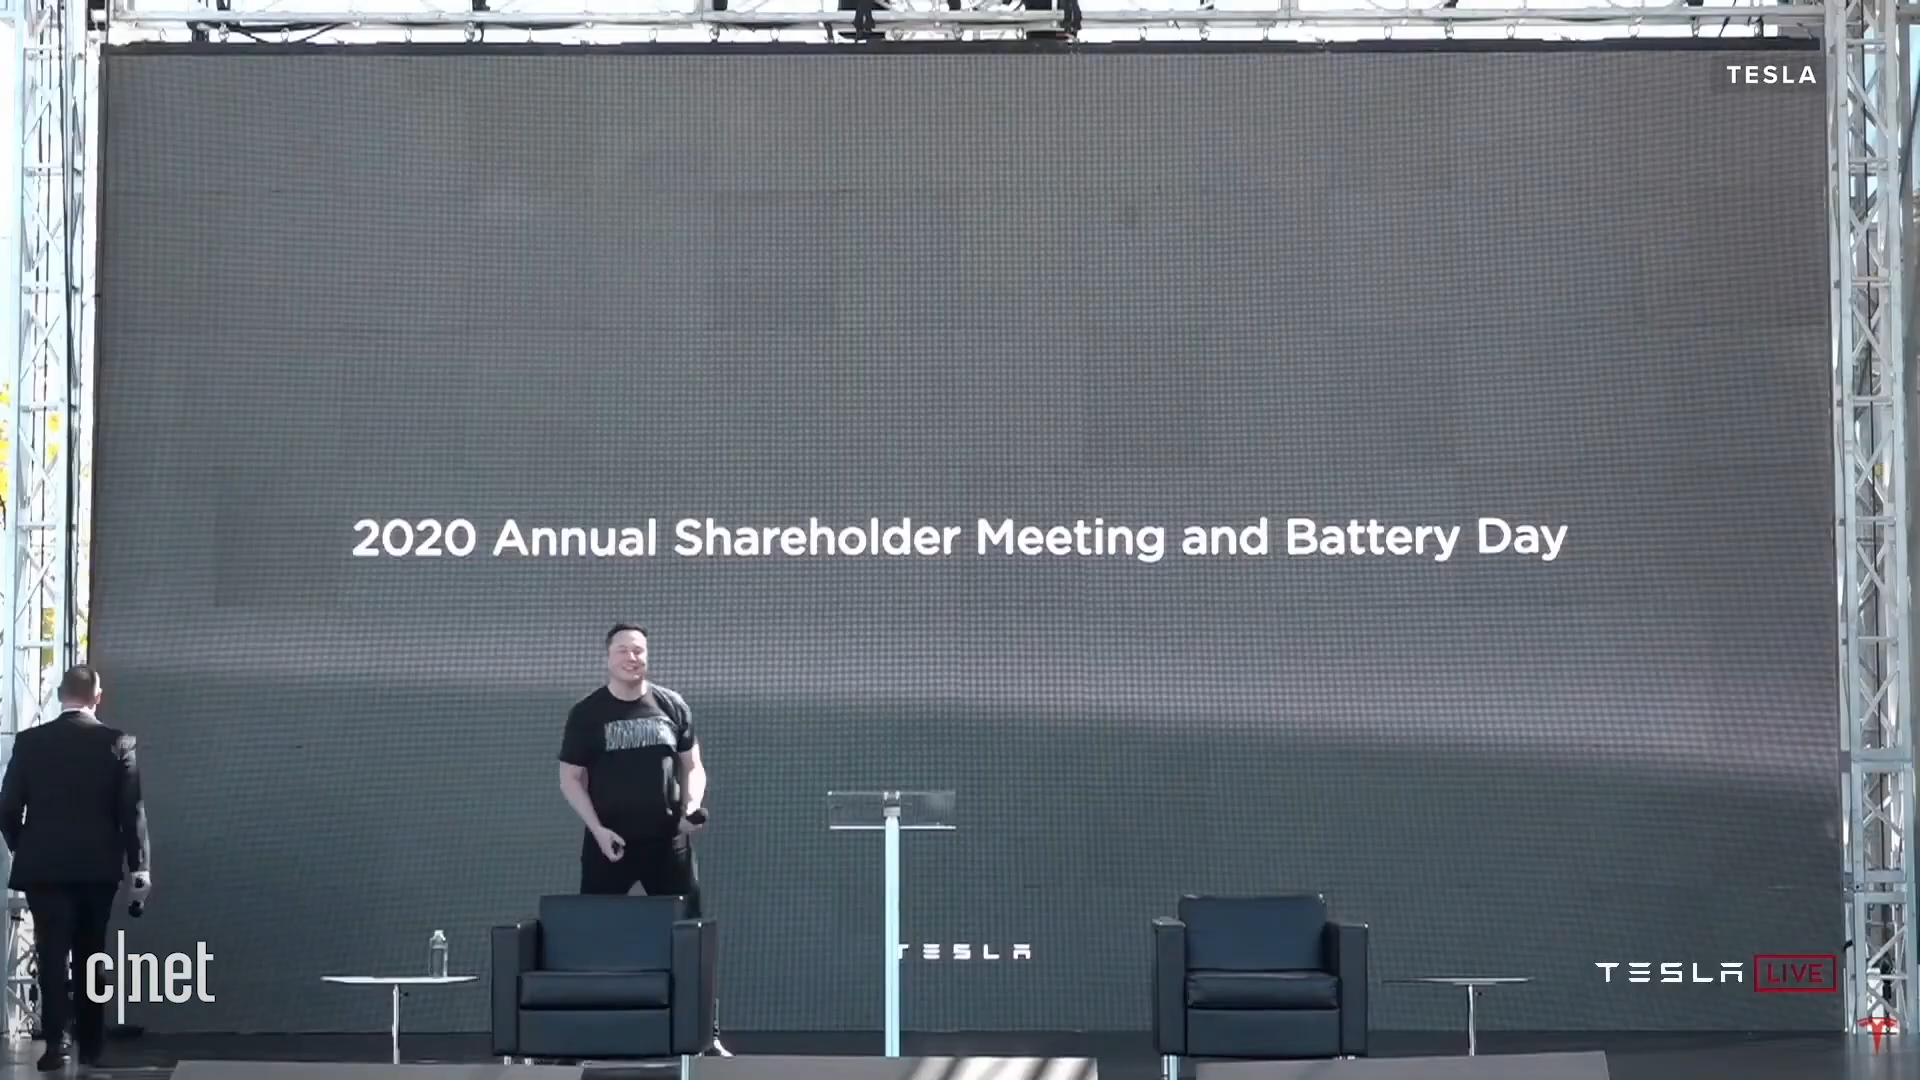 TESLA
2020 Annual Shareholder Meeting and Battery Day
TESLA
c|net
TESLA LIVE